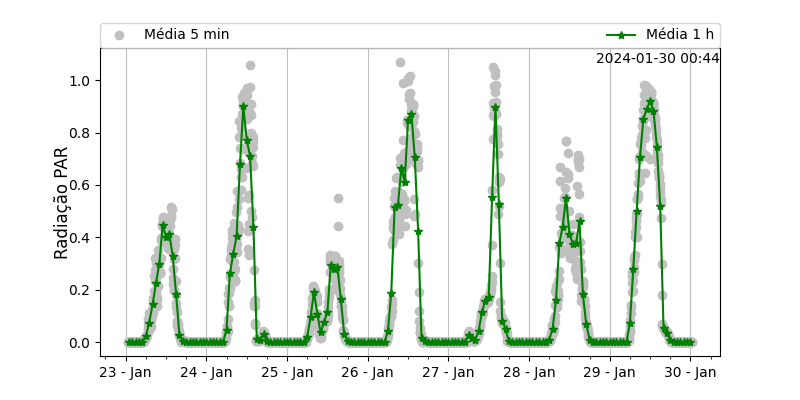 Média 5 min
Média 1 h
2024-01-30 00:44
Radiação PAR
1.0
0.8
0.6
0.4
0.2
0.0
23 - Jan
24 - Jan
25 - Jan
26 - Jan
27 - Jan
28 - Jan
29 - Jan
30 - Jan